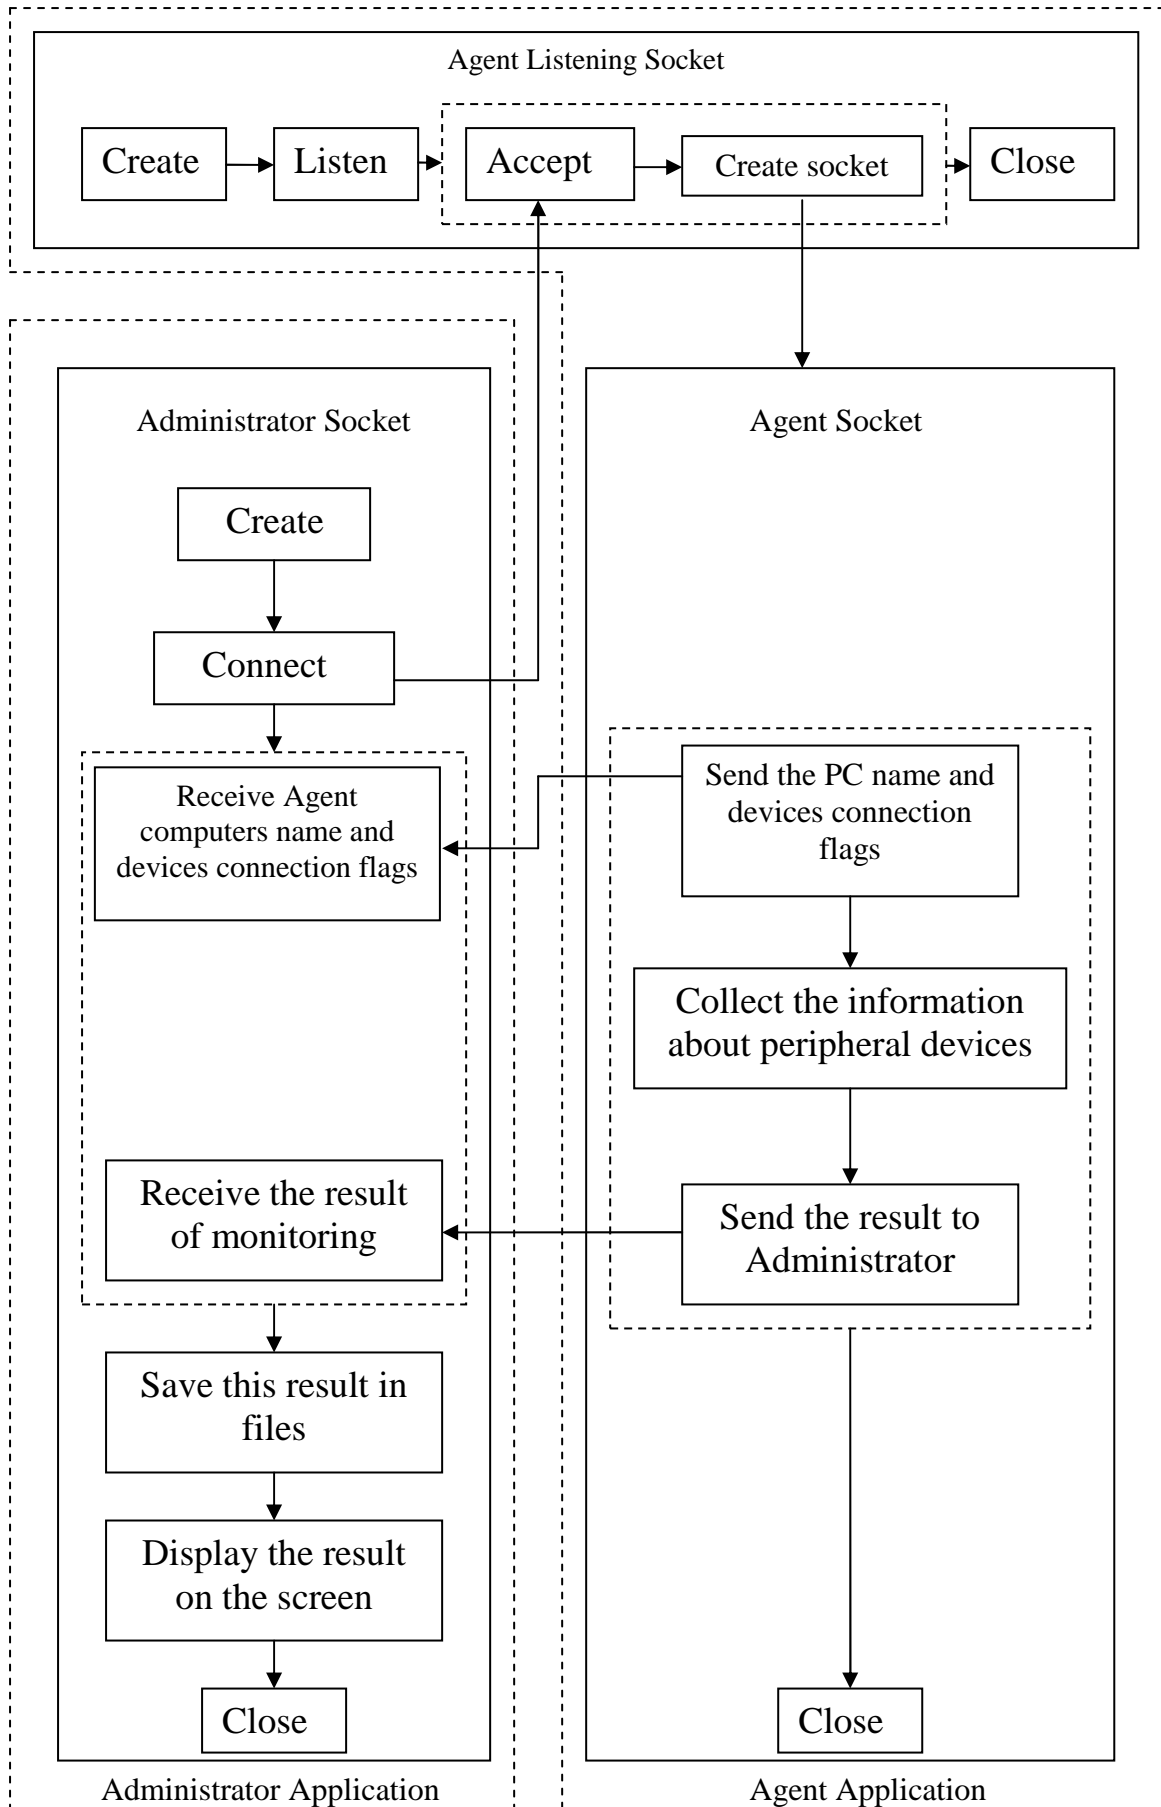 Agent Listening Socket
Create
Listen
Accept
Create socket
Close
Administrator Socket
Create
Connect
Receive Agent
computers name and
devices connection flags
Receive the result
of monitoring
Save this result in
files
Display the result
on the screen
Close
Administrator Application
Agent Socket
Send the PC name and
devices connection
flags
Collect the information
about peripheral devices
Send the result to
Administrator
Close
Agent Application